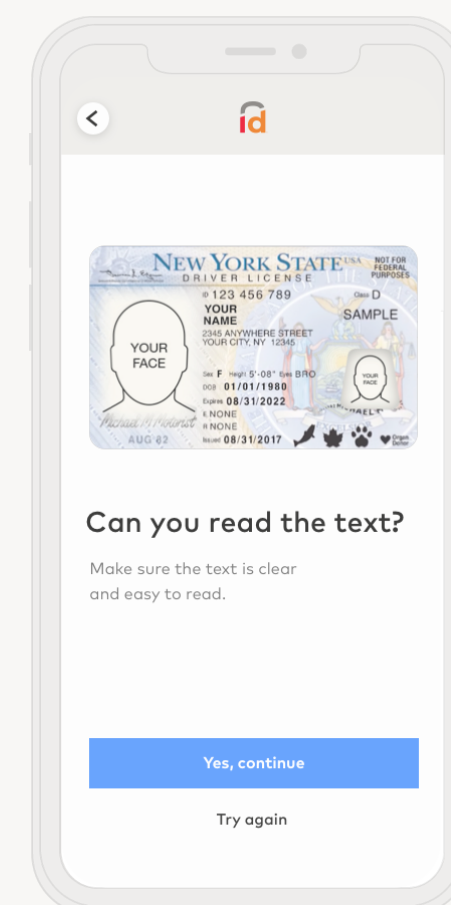 id
NEW YORK STATE USA
NOT FOR
FEDERAL
PURPOSES
DRIVER LICENSE
ID 123 456 789
Class D
YOUR
NAME
SAMPLE
2345 ANYWHERE STREET
YOUR CITY, NY 12345
YOUR
FACE
YOUR
FACE
Sex F Height 5'-08" Eyes BRO
DOB 01/01/1980
Expires 08/31/2022
E NONE
R NONE
Issued 08/31/2017
AUG 82
Organ
Donor
Can you read the text?
Make sure the text is clear
and easy to read.
Yes, continue
Try again